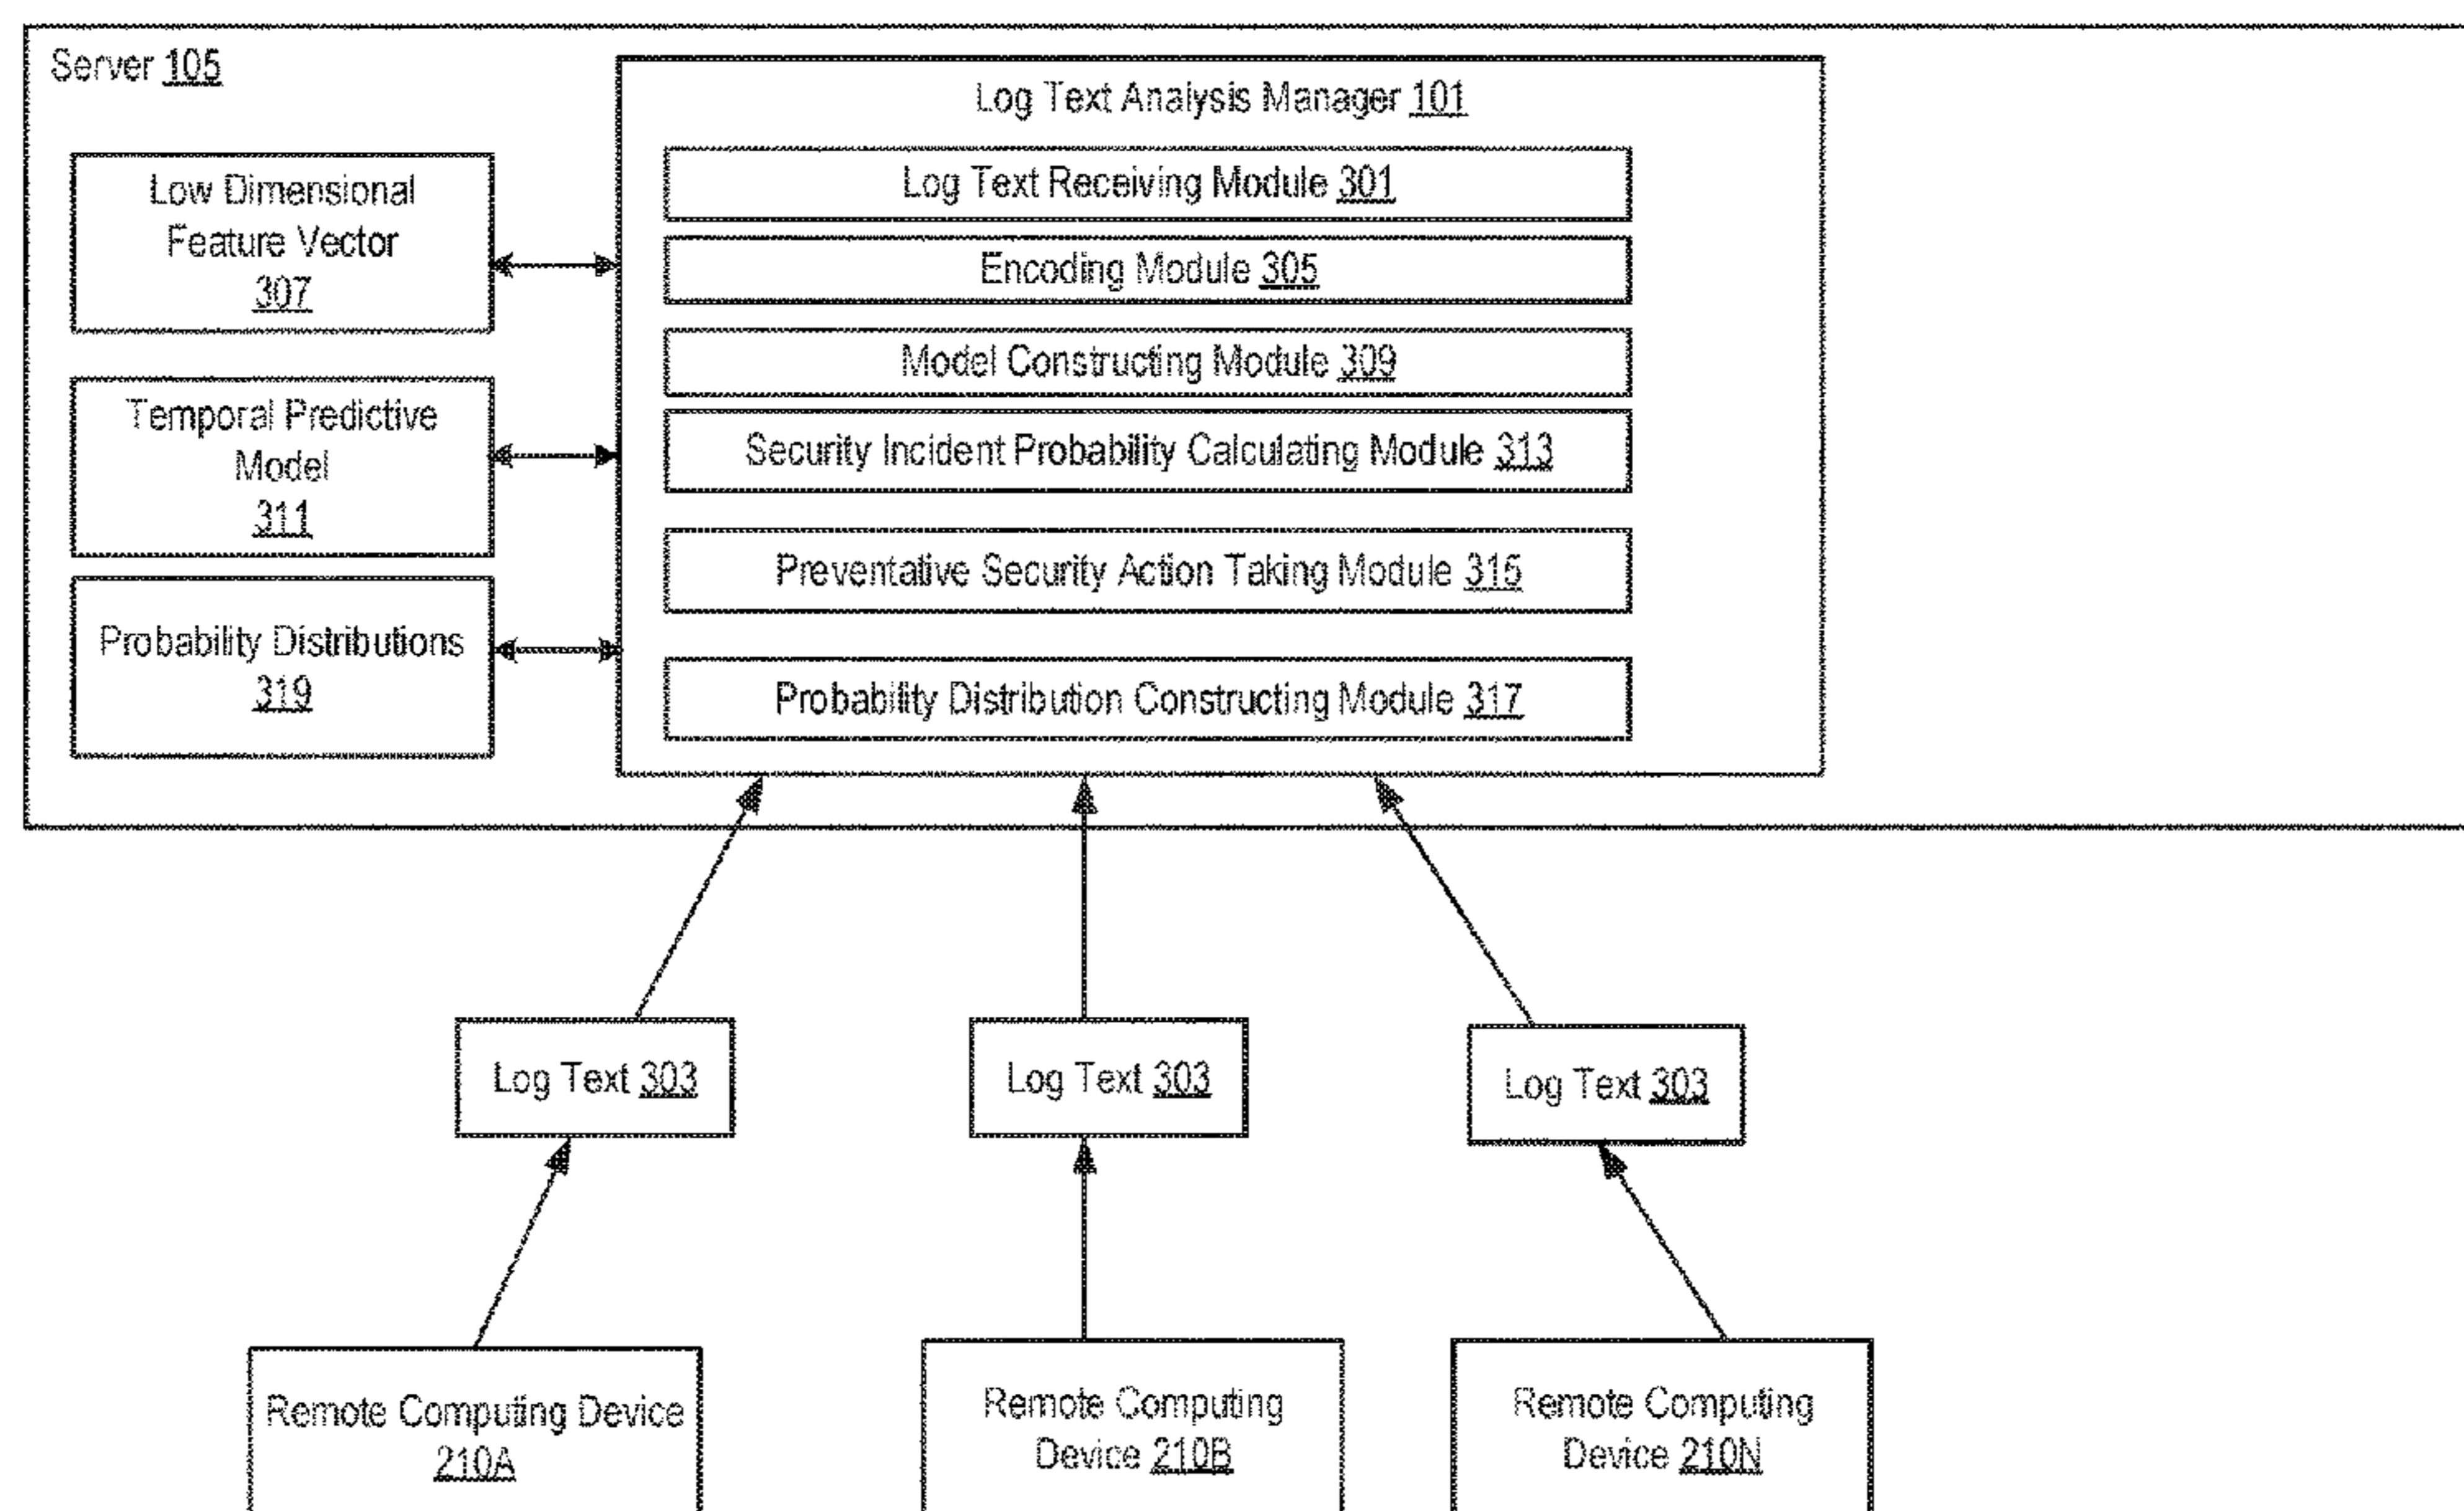 Server 105
Log Text Analysis Manager 101
Low Dimensional
Feature Vector
307
Temporal Predictive
Model
311
Probability Distributions
319
Log Text Receiving Module 301
Encoding Module 305
Model Constructing Module 309
Security Incident Probability Calculating Module 313
Preventative Security Action Taking Module 315
Probability Distribution Constructing Module 317
Log Text 303
Log Text 303
Log Text 303
Remote Computing Device
210A
Remote Computing
Device 210B
Remote Computing
Device 210N